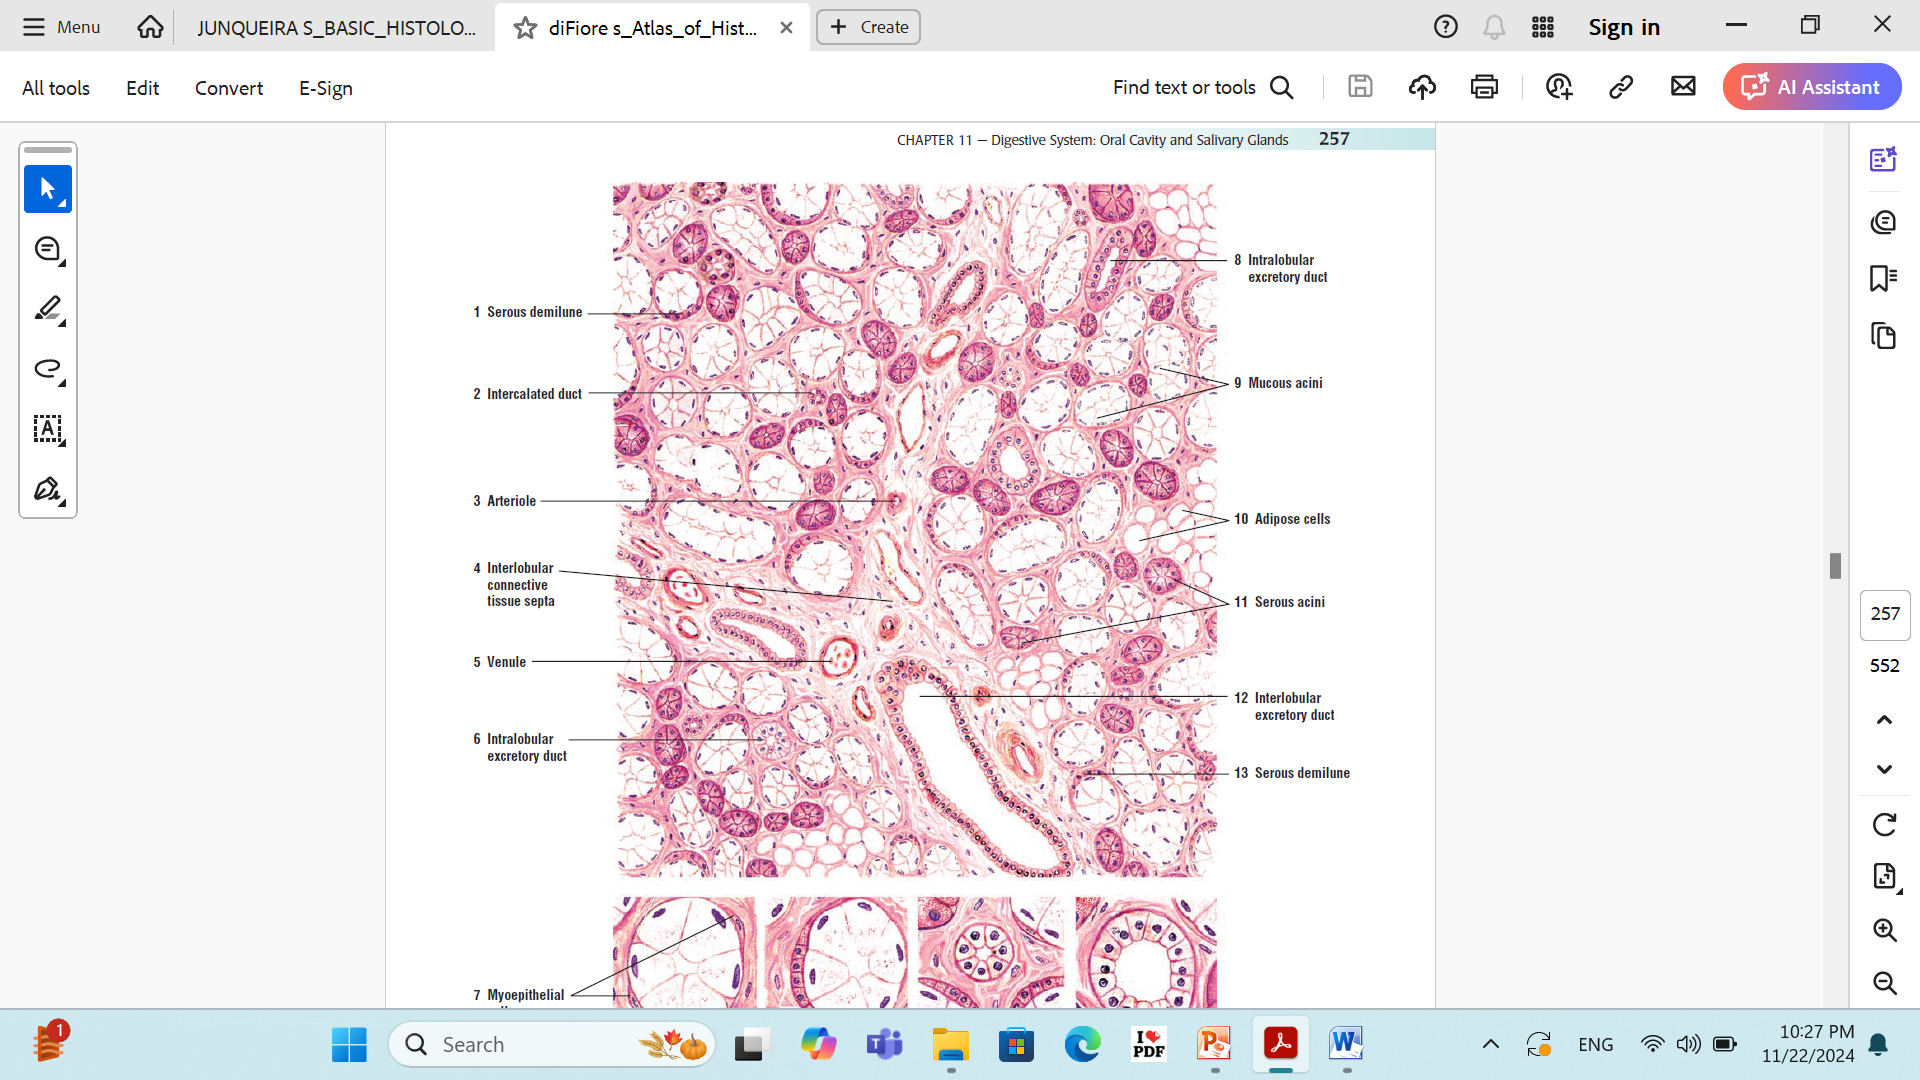 Menu
JUNQUEIRA S_BASIC_HISTOLO...
diFiore s_Atlas_of_Hist...
Create
Sign in
All tools
Edit
Convert
E-Sign
Find text or tools
AI Assistant
CHAPTER 11 — Digestive System: Oral Cavity and Salivary Glands 257
1 Serous demilune
2 Intercalated duct
3 Arteriole
4 Interlobular
connective
tissue septa
5 Venule
6 Intralobular
excretory duct
7 Myoepithelial
8 Intralobular
excretory duct
9 Mucous acini
10 Adipose cells
11 Serous acini
12 Interlobular
excretory duct
13 Serous demilune
257
552
1
Search
I PDF
ENG
10:27 PM
11/22/2024